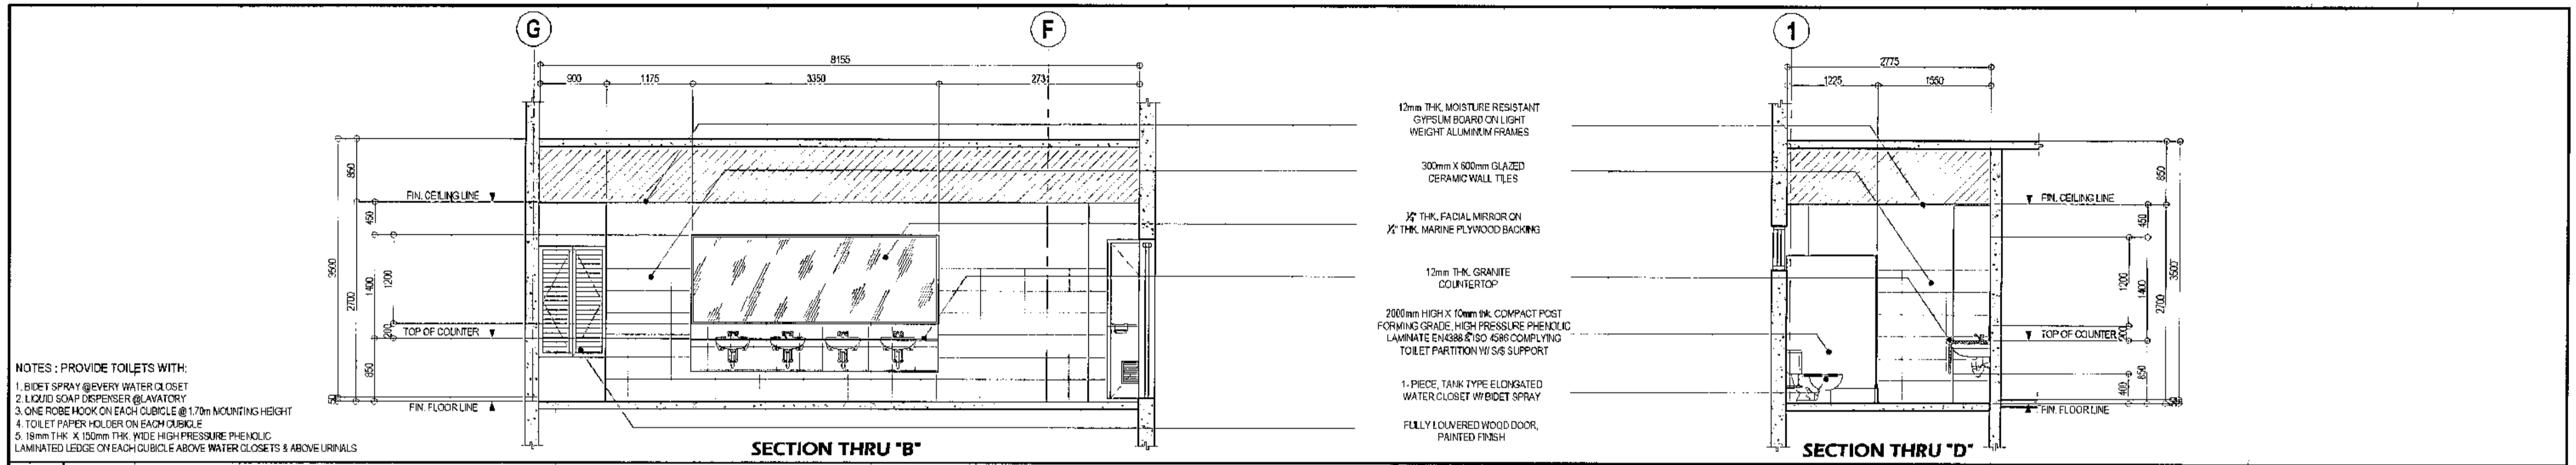 G
F
1
8155
900
1175
3350
2731
2775
1225
1550
12mm THK. MOISTURE RESISTANT
GYPSUM BOARD ON LIGHT
WEIGHT ALUMINUM FRAMES
300mm X 600mm GLAZED
CERAMIC WALL TILES
¼" THK. FACIAL MIRROR ON
¼" THK. MARINE PLYWOOD BACKING
12mm THK. GRANITE
COUNTERTOP
2000mm HIGH X 10mm thk. COMPACT POST
FORMING GRADE, HIGH PRESSURE PHENOLIC
LAMINATE EN4388 & ISO 4586 COMPLYING
TOILET PARTITION W/ S/S SUPPORT
1- PIECE, TANK TYPE ELONGATED
WATER CLOSET W/ BIDET SPRAY
FULLY LOUVERED WOOD DOOR,
PAINTED FINISH
850
FIN. CEILING LINE
450
3500
2700
1400
1200
200
TOP OF COUNTER
850
50
FIN. FLOOR LINE
850
FIN. CEILING LINE
450
1200
1400
2700
3500
200
TOP OF COUNTER
400
850
50
FIN. FLOOR LINE
NOTES : PROVIDE TOILETS WITH:
1. BIDET SPRAY @EVERY WATER CLOSET
2. LIQUID SOAP DISPENSER @LAVATORY
3. ONE ROBE HOOK ON EACH CUBICLE @ 1.70m MOUNTING HEIGHT
4. TOILET PAPER HOLDER ON EACH CUBICLE
5. 19mm THK X 150mm THK. WIDE HIGH PRESSURE PHENOLIC
LAMINATED LEDGE ON EACH CUBICLE ABOVE WATER CLOSETS & ABOVE URINALS
SECTION THRU "B"
SECTION THRU "D"